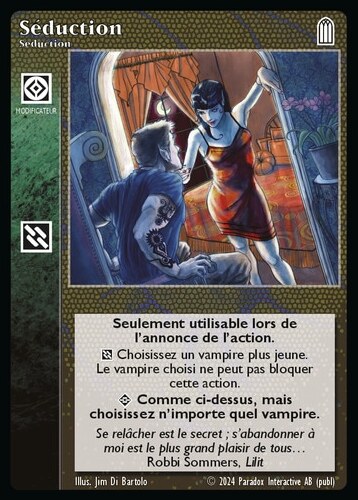 Séduction
Séduction
MODIFICATEUR
Seulement utilisable lors de
l'annonce de l'action.
Choisissez un vampire plus jeune.
Le vampire choisi ne peut pas bloquer
cette action.
Comme ci-dessus, mais
choisissez n'importe quel vampire.
Se relâcher est le secret ; s'abandonner à
moi est le plus grand plaisir de tous...
Robbi Sommers, Lilit
Illus. Jim Di Bartolo
© 2024 Paradox Interactive AB (publ)